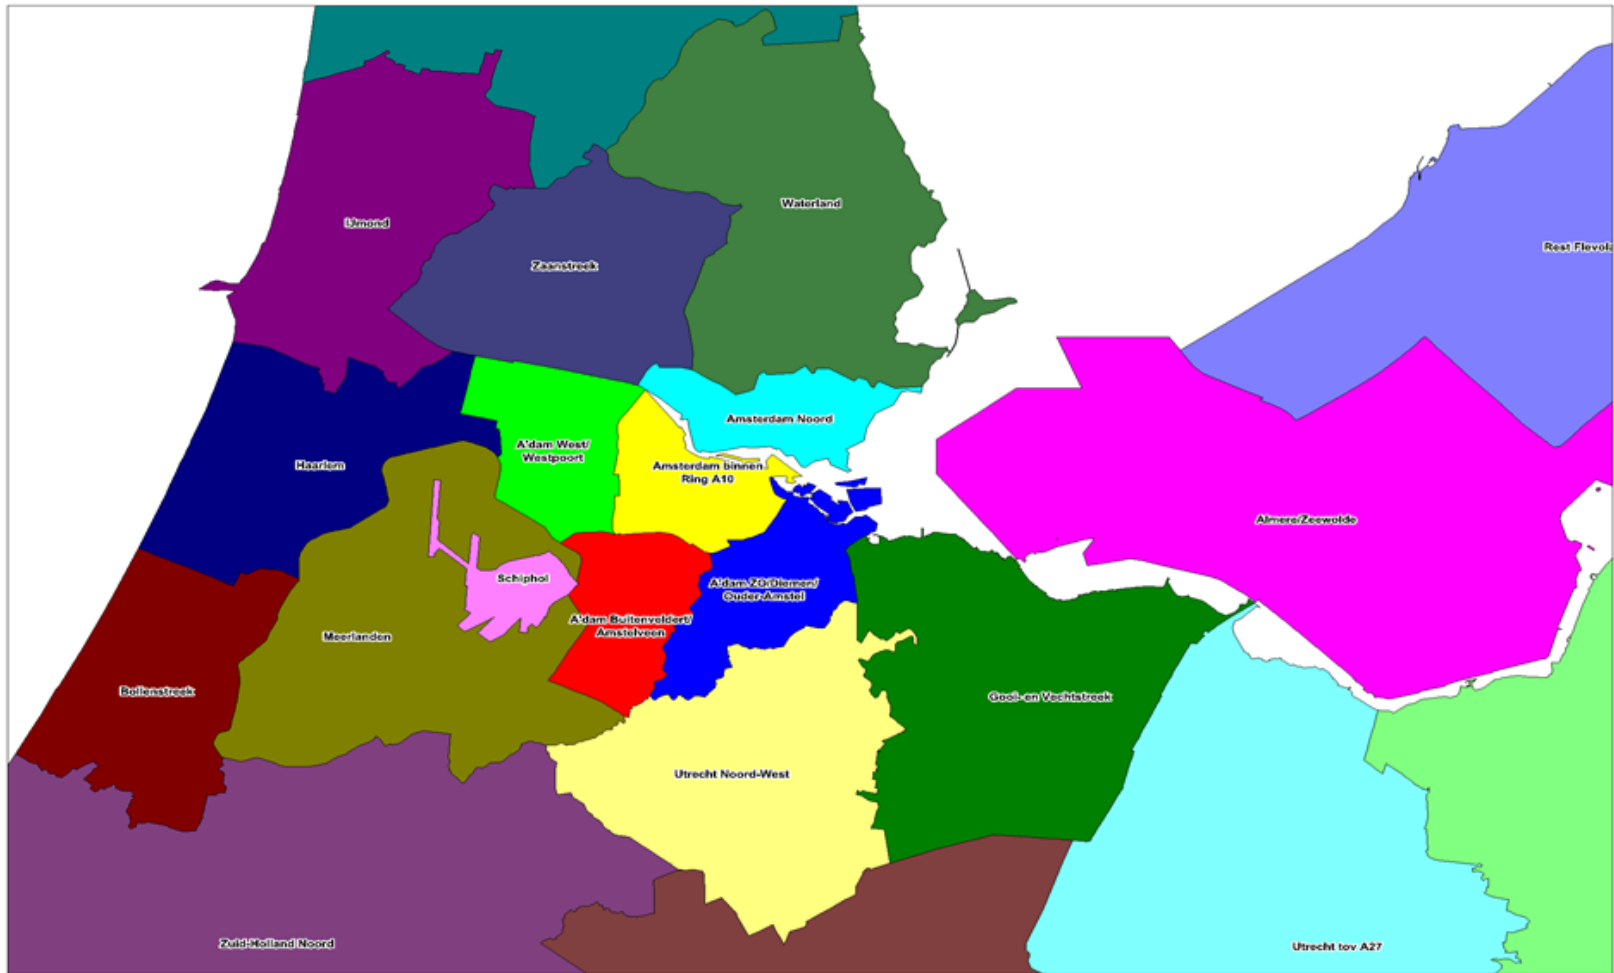 Waterland
IJmond
Rest Flevola
Zaanstreek
Amsterdam Noord
A'dam West/
Westpoort
Haarlem
Amsterdam binnen
Ring A10
Almere/Zeewolde
Schiphol
A'dam ZO/Diemen/
Ouder-Amstel
A'dam Buitenveldert/
Amstelveen
Meerlanden
Bollenstreek
Gooi- en Vechtstreek
Utrecht Noord-West
Zuid-Holland Noord
Utrecht tov A27